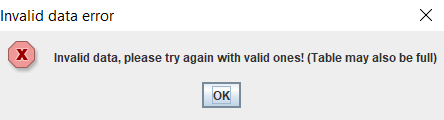 Invalid data error
Invalid data, please try again with valid ones! (Table may also be full)
OK